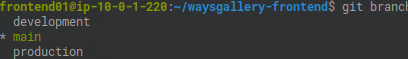 frontend01@ip-10-0-1-220:~/waysgallery-frontend$ git branch
development
* main
production